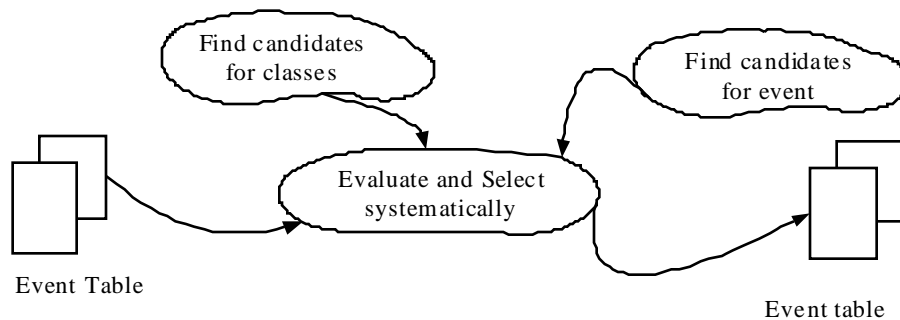 Find candidates
for classes
Find candidates
for event
Evaluate and Select
systematically
Event Table
Event table